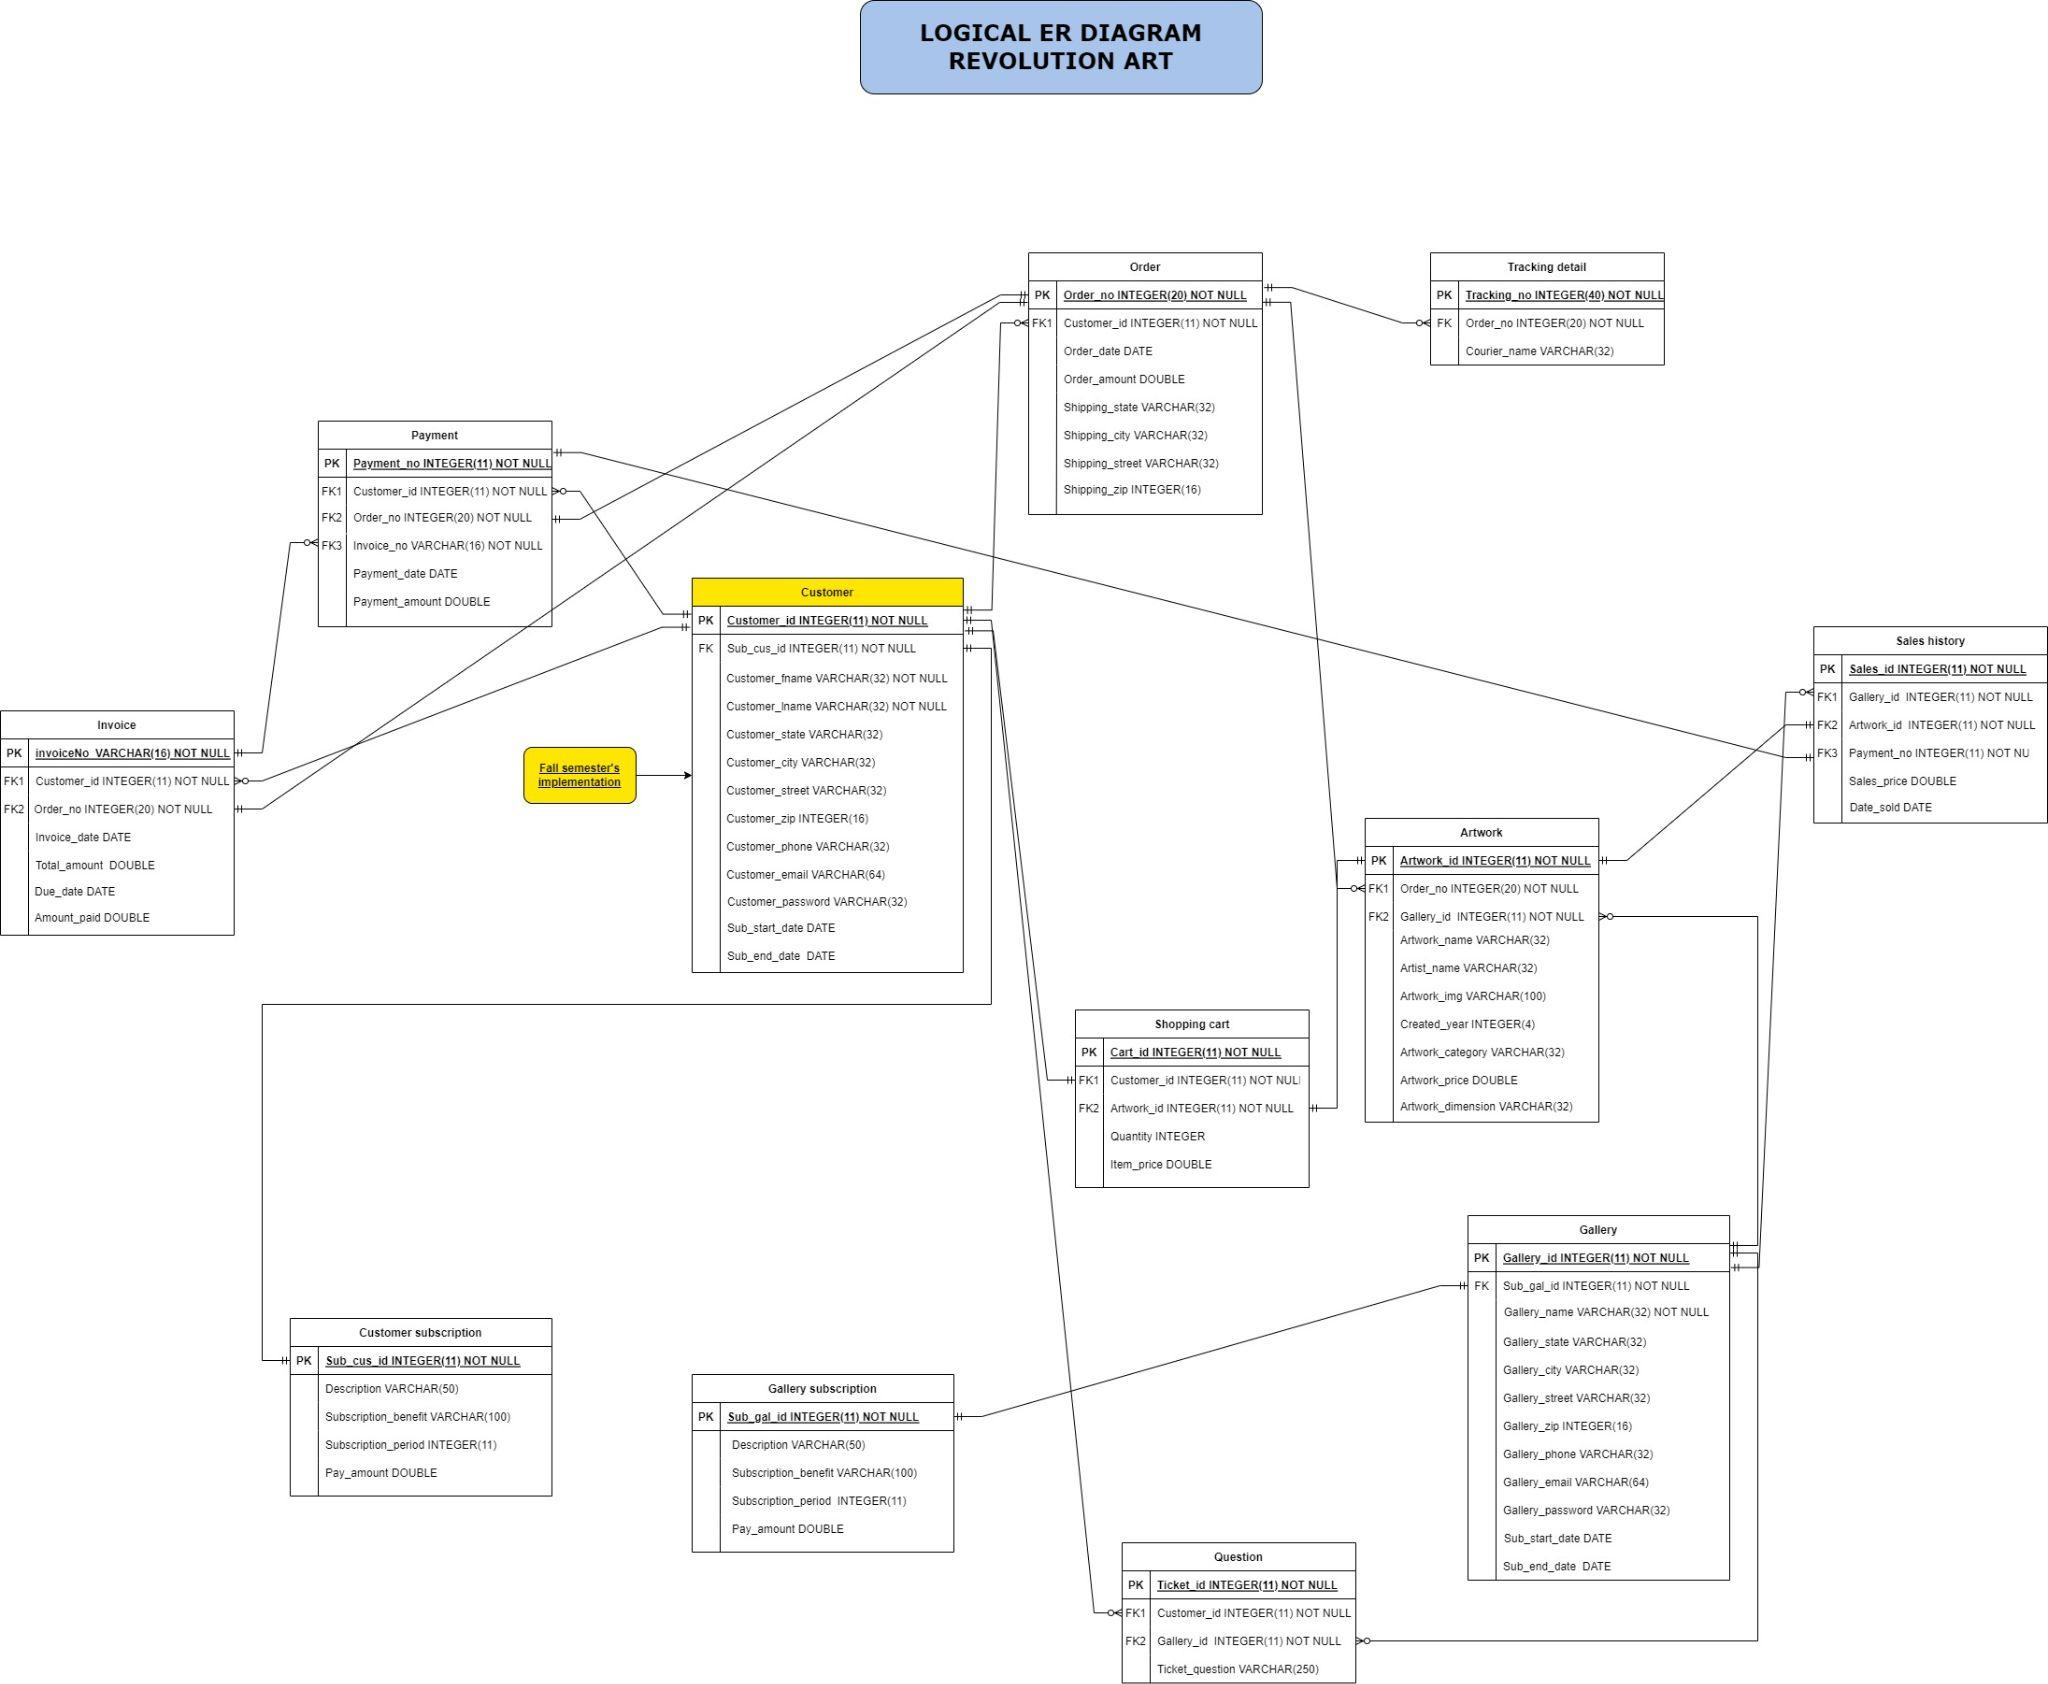 LOGICAL ER DIAGRAM
REVOLUTION ART
Order
PK Order_no INTEGER(20) NOT NULL
FK1 Customer_id INTEGER(11) NOT NULL
Order_date DATE
Order_amount DOUBLE
Shipping_state VARCHAR(32)
Shipping_city VARCHAR(32)
Shipping_street VARCHAR(32)
Shipping_zip INTEGER(16)
Tracking detail
PK Tracking_no INTEGER(40) NOT NULL
FK Order_no INTEGER(20) NOT NULL
Courier_name VARCHAR(32)
Payment
PK Payment_no INTEGER(11) NOT NULL
FK1 Customer_id INTEGER(11) NOT NULL
FK2 Order_no INTEGER(20) NOT NULL
FK3 Invoice_no VARCHAR(16) NOT NULL
Payment_date DATE
Payment_amount DOUBLE
Customer
PK Customer_id INTEGER(11) NOT NULL
FK Sub_cus_id INTEGER(11) NOT NULL
Customer_fname VARCHAR(32) NOT NULL
Customer_lname VARCHAR(32) NOT NULL
Customer_state VARCHAR(32)
Customer_city VARCHAR(32)
Customer_street VARCHAR(32)
Customer_zip INTEGER(16)
Customer_phone VARCHAR(32)
Customer_email VARCHAR(64)
Customer_password VARCHAR(32)
Sub_start_date DATE
Sub_end_date DATE
Fall semester's
implementation
Sales history
PK Sales_id INTEGER(11) NOT NULL
FK1 Gallery_id INTEGER(11) NOT NULL
FK2 Artwork_id INTEGER(11) NOT NULL
FK3 Payment_no INTEGER(11) NOT NU
Sales_price DOUBLE
Date_sold DATE
Invoice
PK invoiceNo VARCHAR(16) NOT NULL
FK1 Customer_id INTEGER(11) NOT NULL
FK2 Order_no INTEGER(20) NOT NULL
Invoice_date DATE
Total_amount DOUBLE
Due_date DATE
Amount_paid DOUBLE
Artwork
PK Artwork_id INTEGER(11) NOT NULL
FK1 Order_no INTEGER(20) NOT NULL
FK2 Gallery_id INTEGER(11) NOT NULL
Artwork_name VARCHAR(32)
Artist_name VARCHAR(32)
Artwork_img VARCHAR(100)
Created_year INTEGER(4)
Artwork_category VARCHAR(32)
Artwork_price DOUBLE
Artwork_dimension VARCHAR(32)
Shopping cart
PK Cart_id INTEGER(11) NOT NULL
FK1 Customer_id INTEGER(11) NOT NUL
FK2 Artwork_id INTEGER(11) NOT NULL
Quantity INTEGER
Item_price DOUBLE
Gallery
PK Gallery_id INTEGER(11) NOT NULL
FK Sub_gal_id INTEGER(11) NOT NULL
Gallery_name VARCHAR(32) NOT NULL
Gallery_state VARCHAR(32)
Gallery_city VARCHAR(32)
Gallery_street VARCHAR(32)
Gallery_zip INTEGER(16)
Gallery_phone VARCHAR(32)
Gallery_email VARCHAR(64)
Gallery_password VARCHAR(32)
Sub_start_date DATE
Sub_end_date DATE
Customer subscription
PK Sub_cus_id INTEGER(11) NOT NULL
Description VARCHAR(50)
Subscription_benefit VARCHAR(100)
Subscription_period INTEGER(11)
Pay_amount DOUBLE
Gallery subscription
PK Sub_gal_id INTEGER(11) NOT NULL
Description VARCHAR(50)
Subscription_benefit VARCHAR(100)
Subscription_period INTEGER(11)
Pay_amount DOUBLE
Question
PK Ticket_id INTEGER(11) NOT NULL
FK1 Customer_id INTEGER(11) NOT NULL
FK2 Gallery_id INTEGER(11) NOT NULL
Ticket_question VARCHAR(250)